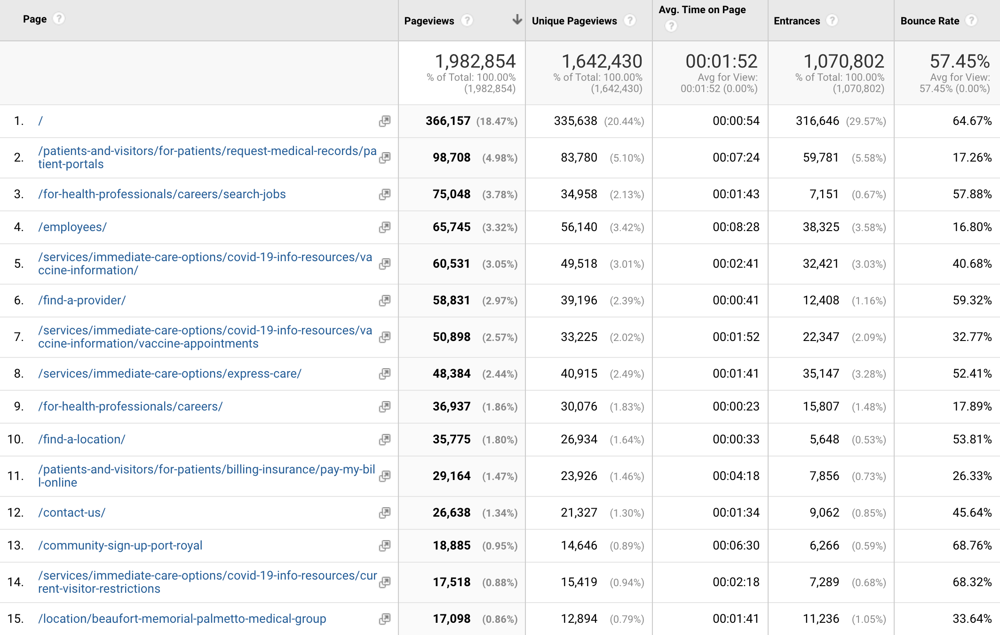 Page ? Pageviews ? Unique Pageviews ? Avg. Time on Page ? Entrances ? Bounce Rate ?
1,982,854 1,642,430 00:01:52 1,070,802 57.45%
% of Total: 100.00% % of Total: 100.00% Avg for View: % of Total: 100.00% Avg for View:
(1,982,854) (1,642,430) 00:01:52 (0.00%) (1,070,802) 57.45% (0.00%)
1. / 366,157 (18.47%) 335,638 (20.44%) 00:00:54 316,646 (29.57%) 64.67%
2. /patients-and-visitors/for-patients/request-medical-records/pa
tient-portals 98,708 (4.98%) 83,780 (5.10%) 00:07:24 59,781 (5.58%) 17.26%
3. /for-health-professionals/careers/search-jobs 75,048 (3.78%) 34,958 (2.13%) 00:01:43 7,151 (0.67%) 57.88%
4. /employees/ 65,745 (3.32%) 56,140 (3.42%) 00:08:28 38,325 (3.58%) 16.80%
5. /services/immediate-care-options/covid-19-info-resources/va
ccine-information/ 60,531 (3.05%) 49,518 (3.01%) 00:02:41 32,421 (3.03%) 40.68%
6. /find-a-provider/ 58,831 (2.97%) 39,196 (2.39%) 00:00:41 12,408 (1.16%) 59.32%
7. /services/immediate-care-options/covid-19-info-resources/va
ccine-information/vaccine-appointments 50,898 (2.57%) 33,225 (2.02%) 00:01:52 22,347 (2.09%) 32.77%
8. /services/immediate-care-options/express-care/ 48,384 (2.44%) 40,915 (2.49%) 00:01:41 35,147 (3.28%) 52.41%
9. /for-health-professionals/careers/ 36,937 (1.86%) 30,076 (1.83%) 00:00:23 15,807 (1.48%) 17.89%
10. /find-a-location/ 35,775 (1.80%) 26,934 (1.64%) 00:00:33 5,648 (0.53%) 53.81%
11. /patients-and-visitors/for-patients/billing-insurance/pay-my-bil
l-online 29,164 (1.47%) 23,926 (1.46%) 00:04:18 7,856 (0.73%) 26.33%
12. /contact-us/ 26,638 (1.34%) 21,327 (1.30%) 00:01:34 9,062 (0.85%) 45.64%
13. /community-sign-up-port-royal 18,885 (0.95%) 14,646 (0.89%) 00:06:30 6,266 (0.59%) 68.76%
14. /services/immediate-care-options/covid-19-info-resources/cur
rent-visitor-restrictions 17,518 (0.88%) 15,419 (0.94%) 00:02:18 7,289 (0.68%) 68.32%
15. /location/beaufort-memorial-palmetto-medical-group 17,098 (0.86%) 12,894 (0.79%) 00:01:41 11,236 (1.05%) 33.64%